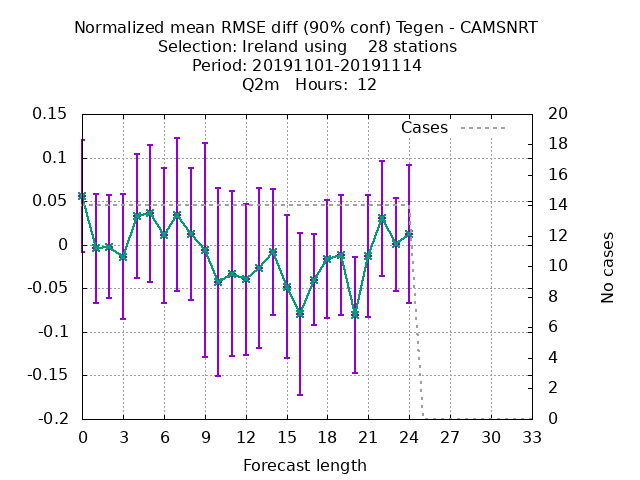 Normalized mean RMSE diff (90% conf) Tegen - CAMSNRT
Selection: Ireland using    28 stations
Period: 20191101-20191114
Q2m   Hours:  12
Cases
0.15
0.1
0.05
0
-0.05
-0.1
-0.15
-0.2
20
18
16
14
12
10
8
6
4
2
0
No cases
0 3 6 9 12 15 18 21 24 27 30 33
Forecast length